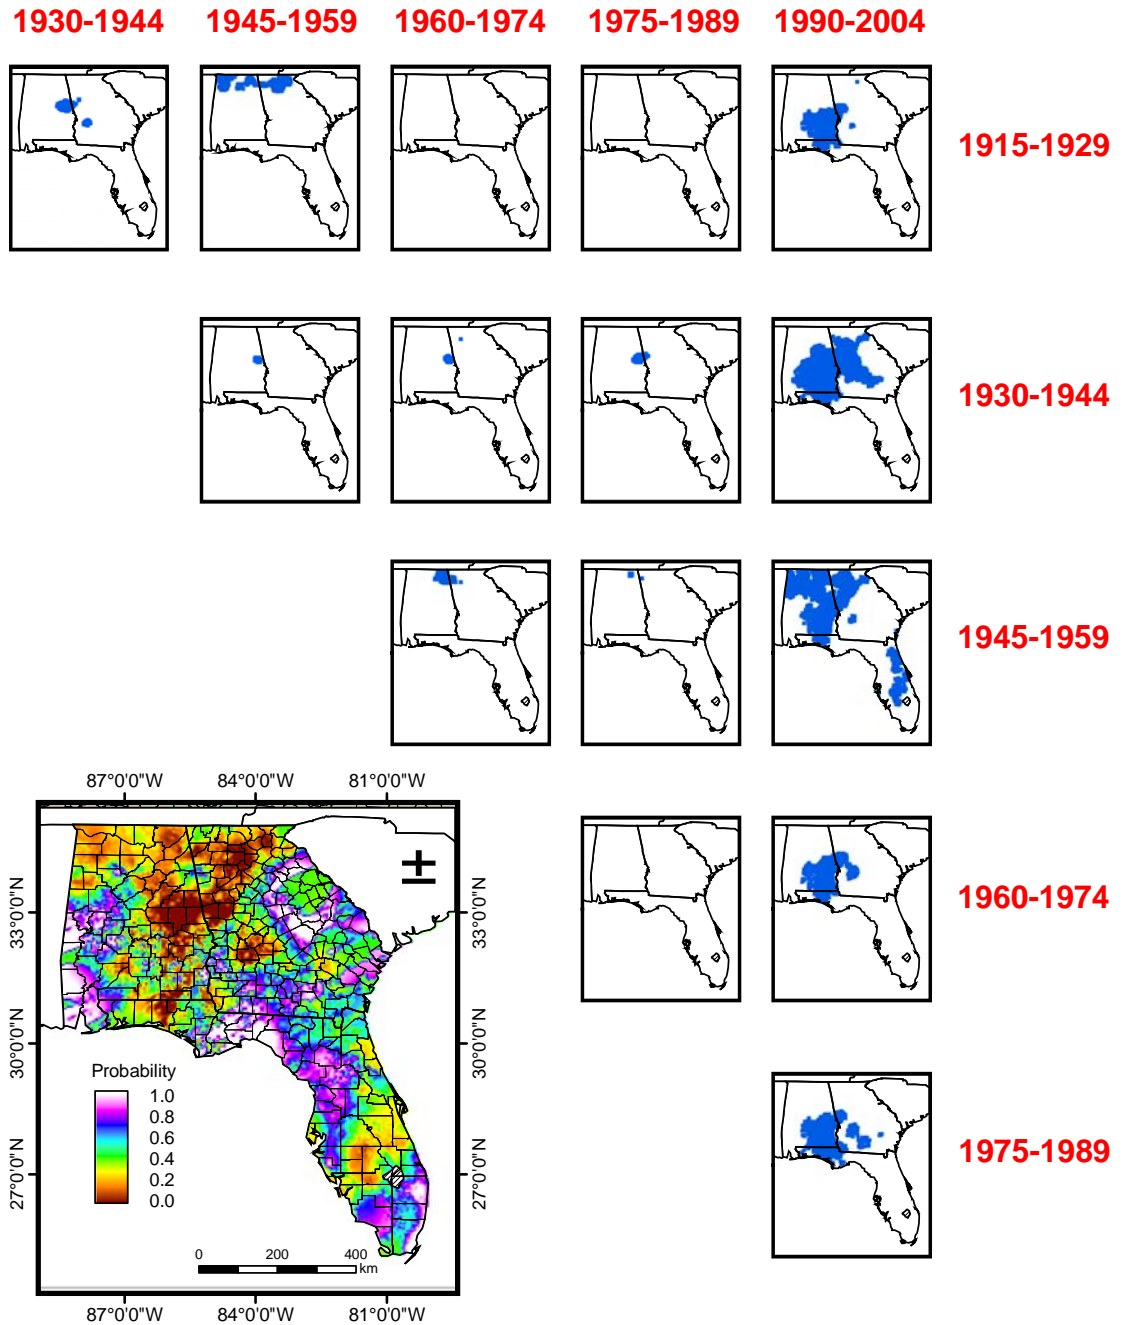 1930-1944 1945-1959 1960-1974 1975-1989 1990-2004
1915-1929
1930-1944
1945-1959
1960-1974
1975-1989
87°0'0"W 84°0'0"W 81°0'0"W
33°0'0"N 33°0'0"N
30°0'0"N 30°0'0"N
27°0'0"N 27°0'0"N
Probability
1.0
0.8
0.6
0.4
0.2
0.0
0 200 400
km
87°0'0"W 84°0'0"W 81°0'0"W